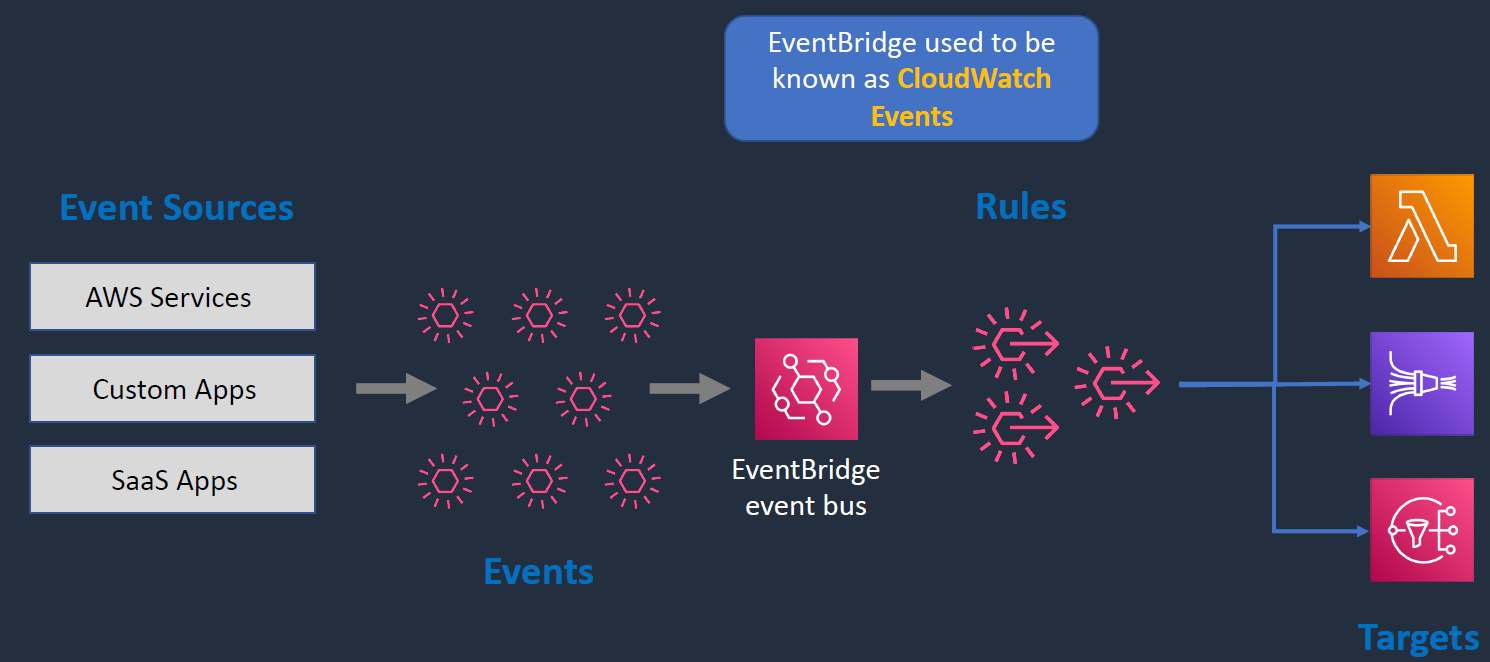 EventBridge used to be
known as CloudWatch
Events
Event Sources
Rules
AWS Services
Custom Apps
SaaS Apps
EventBridge
event bus
Events
Targets